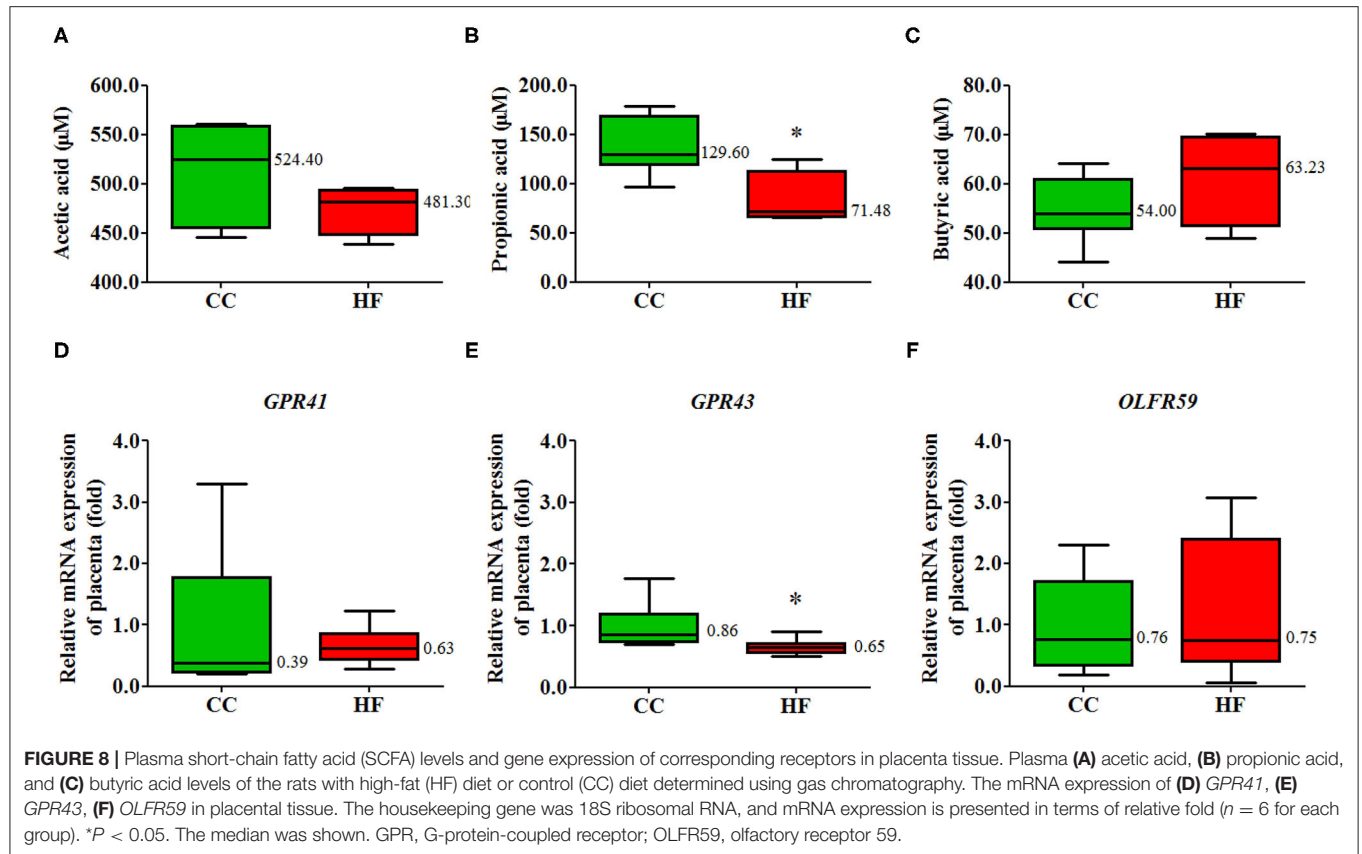 A
B
C
Acetic acid (µM)
600.0
550.0
500.0
450.0
400.0
524.40
481.30
CC
HF
Propionic acid (µM)
200.0
150.0
100.0
50.0
0.0
129.60
*
71.48
CC
HF
Butyric acid (µM)
80.0
70.0
60.0
50.0
40.0
54.00
63.23
CC
HF
D
E
F
GPR41
Relative mRNA expression
of placenta (fold)
4.0
3.0
2.0
1.0
0.0
0.39
0.63
CC
HF
GPR43
Relative mRNA expression
of placenta (fold)
4.0
3.0
2.0
1.0
0.0
0.86
*
0.65
CC
HF
OLFR59
Relative mRNA expression
of placenta (fold)
4.0
3.0
2.0
1.0
0.0
0.76
0.75
CC
HF
FIGURE 8 | Plasma short-chain fatty acid (SCFA) levels and gene expression of corresponding receptors in placenta tissue. Plasma (A) acetic acid, (B) propionic acid,
and (C) butyric acid levels of the rats with high-fat (HF) diet or control (CC) diet determined using gas chromatography. The mRNA expression of (D) GPR41, (E)
GPR43, (F) OLFR59 in placental tissue. The housekeeping gene was 18S ribosomal RNA, and mRNA expression is presented in terms of relative fold (n = 6 for each
group). *P < 0.05. The median was shown. GPR, G-protein-coupled receptor; OLFR59, olfactory receptor 59.